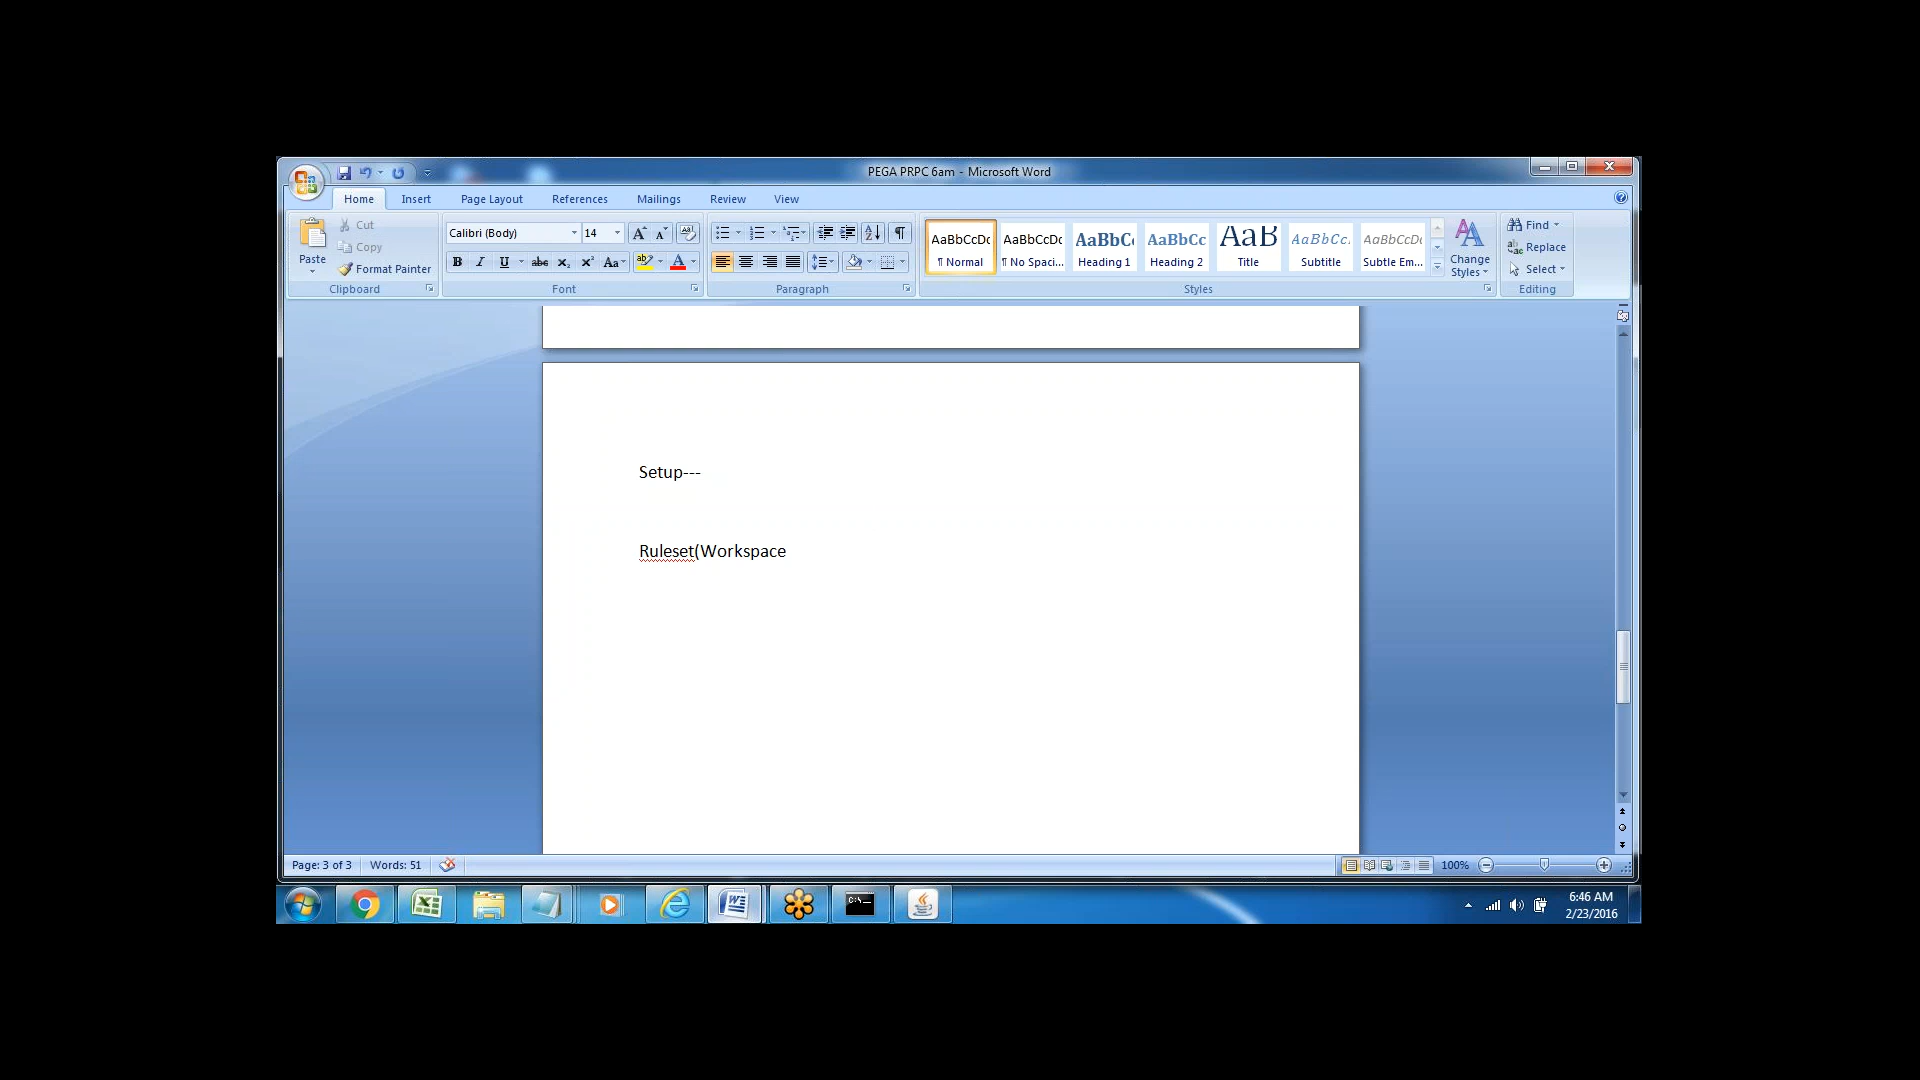 PEGA PRPC 6am - Microsoft Word
Home Insert Page Layout References Mailings Review View
Paste
Cut
Copy
Format Painter
Clipboard
Calibri (Body) 14
Font
Paragraph
AaBbCcDc AaBbCcDc AaBbC AaBbCc AaB AaBbCc. AaBbCcDc
¶ Normal ¶ No Spaci... Heading 1 Heading 2 Title Subtitle Subtle Em...
Change Styles
Styles
Find
Replace
Select
Editing
Setup---
Ruleset(Workspace
Page: 3 of 3 Words: 51 100%
6:46 AM
2/23/2016